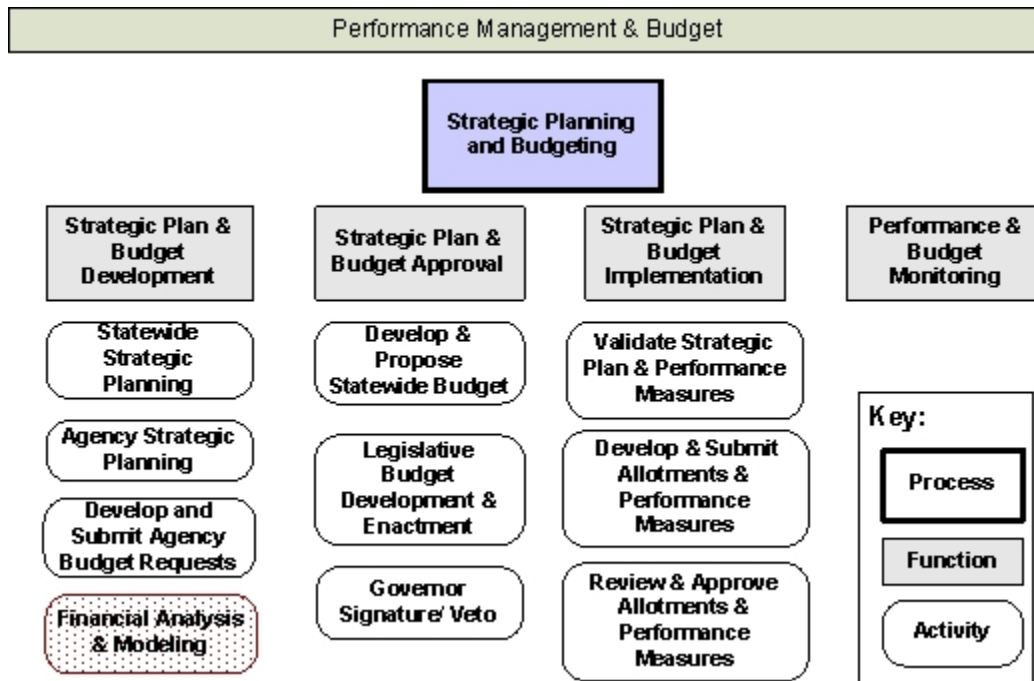 Performance Management & Budget
Strategic Planning
and Budgeting
Strategic Plan &
Budget
Development
Statewide
Strategic
Planning
Agency Strategic
Planning
Develop and
Submit Agency
Budget Requests
Financial Analysis
& Modeling
Strategic Plan &
Budget Approval
Develop &
Propose
Statewide Budget
Legislative
Budget
Development &
Enactment
Governor
Signature/ Veto
Strategic Plan &
Budget
Implementation
Validate Strategic
Plan & Performance
Measures
Develop & Submit
Allotments &
Performance
Measures
Review & Approve
Allotments &
Performance
Measures
Performance &
Budget
Monitoring
Key:
Process
Function
Activity